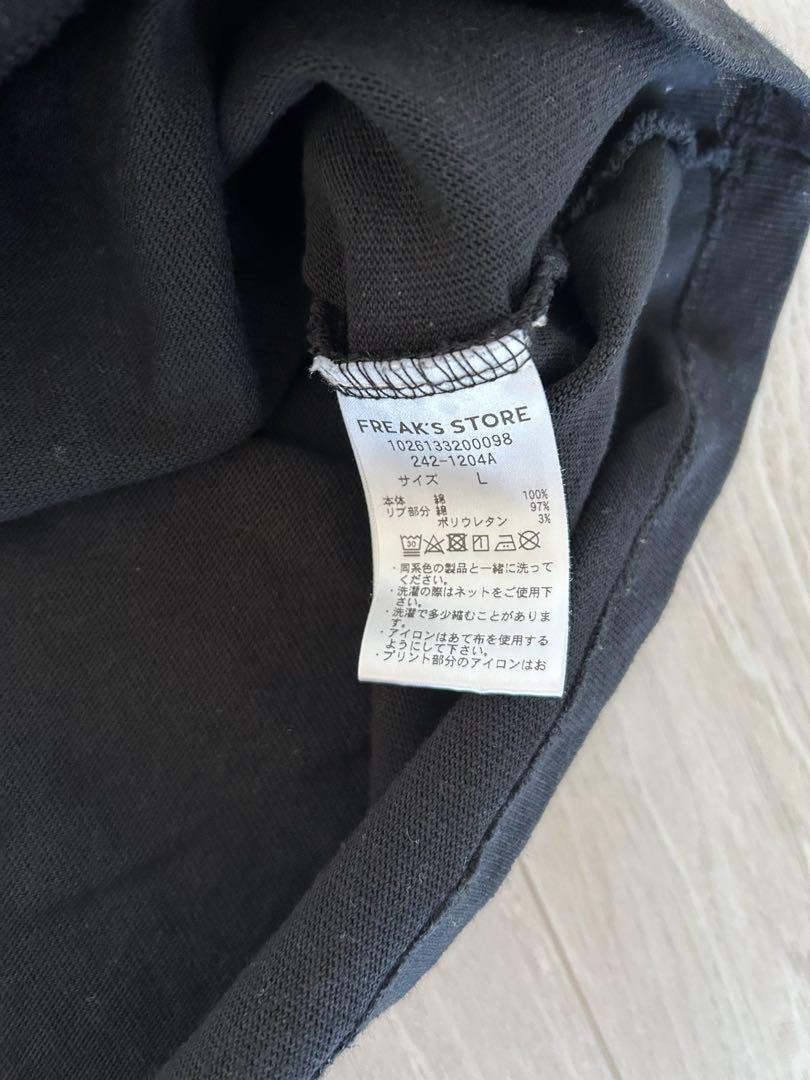 FREAK'S STORE
1026133200098
242-1204A
サイズ L
本体 綿 100%
リブ部分 綿 97%
ポリウレタン 3%
30
・同系色の製品と一緒に洗って
ください。
・洗濯の際はネットをご使用下
さい。
・洗濯で多少縮むことがありま
す。
・アイロンはあて布を使用する
ようにして下さい。
・プリント部分のアイロンはお